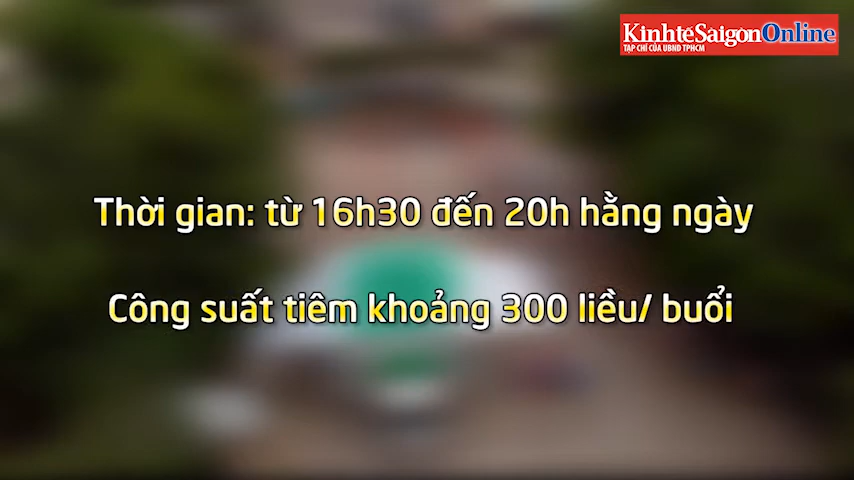 KinhtếSàigònOnline
TẠP CHÍ CỦA UBND TPHCM
Thời gian: từ 16h30 đến 20h hằng ngày
Công suất tiêm khoảng 300 liều/ buổi